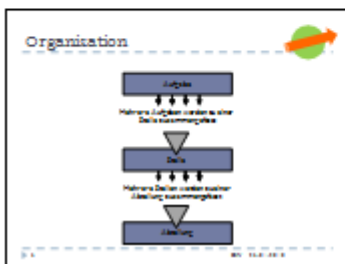 Organisation
Aufgabe
Mehrere Aufgaben werden zu einer
Stelle zusammengefasst
Stelle
Mehrere Stellen werden zu einer
Abteilung zusammengefasst
Abteilung